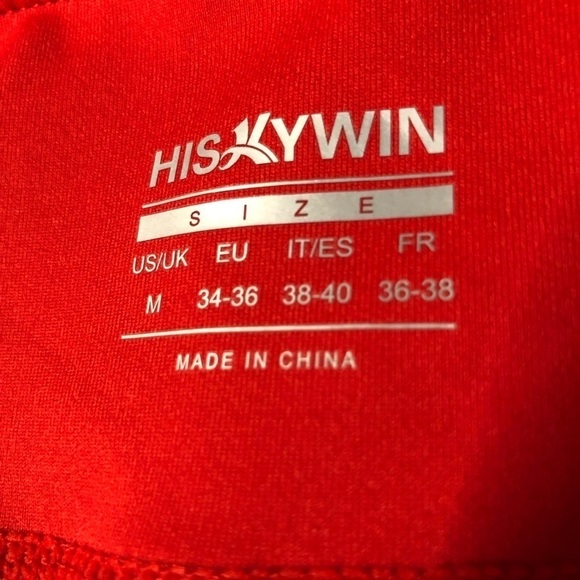 HISKYWIN
SIZE
US/UK EU IT/ES FR
M 34-36 38-40 36-38
MADE IN CHINA